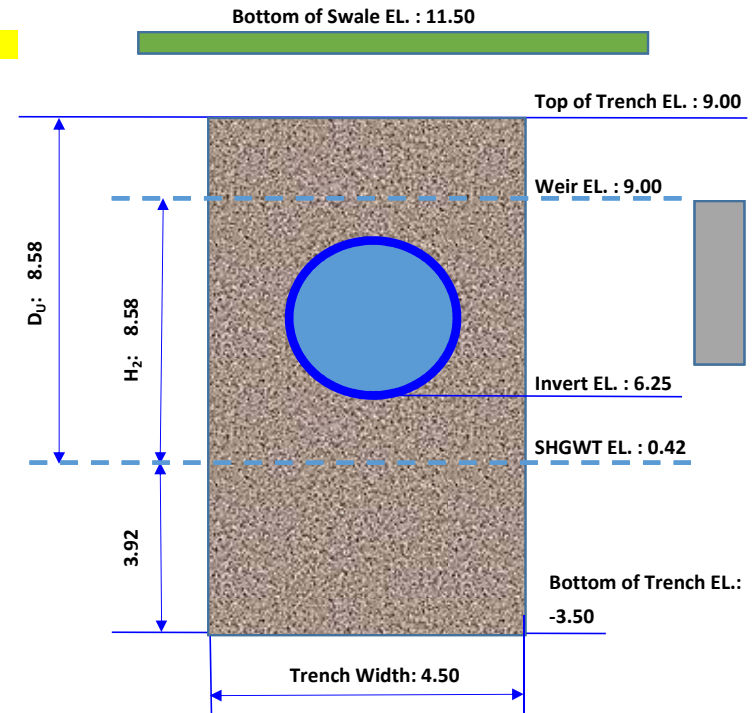 Bottom of Swale EL. : 11.50
Top of Trench EL. : 9.00
Weir EL. : 9.00
Dᵤ: 8.58
H₂: 8.58
Invert EL. : 6.25
SHGWT EL. : 0.42
3.92
Bottom of Trench EL.:
-3.50
Trench Width: 4.50